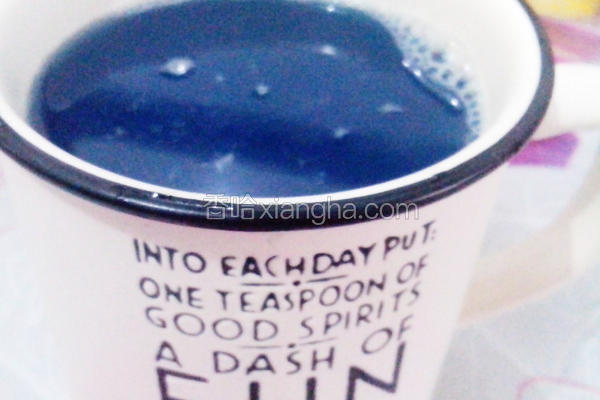 香哈xiangha.com
INTO EACH DAY PUT:
ONE TEASPOON OF
GOOD SPIRITS
A DASH OF
FUN